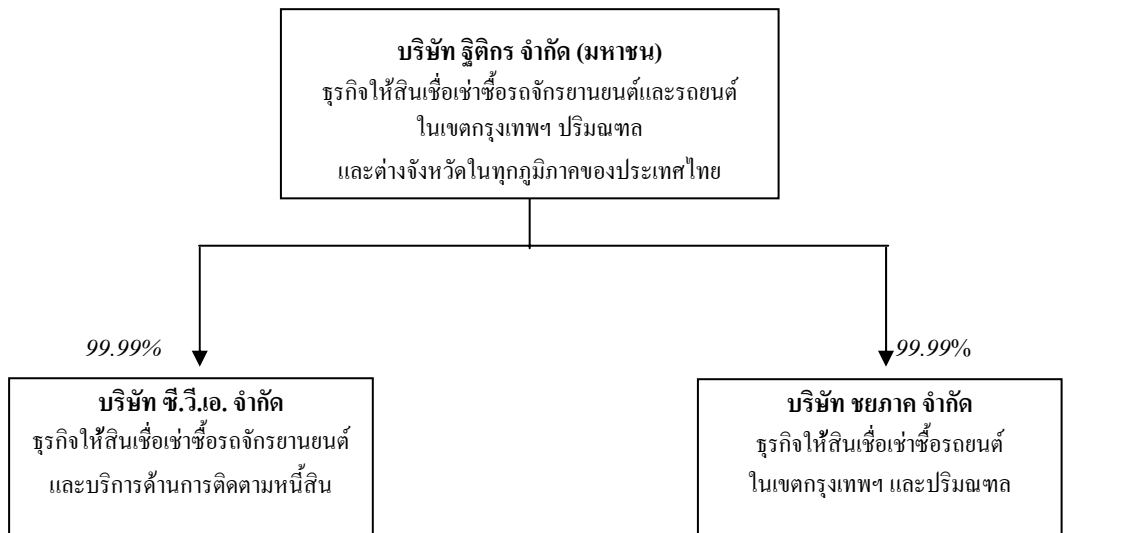 บริษัท ฐิติกร จำกัด (มหาชน)
ธุรกิจให้สินเชื่อเช่าซื้อรถจักรยานยนต์และรถยนต์
ในเขตกรุงเทพฯ ปริมณฑล
และต่างจังหวัดในทุกภูมิภาคของประเทศไทย
99.99%
99.99%
บริษัท ซี.วี.เอ. จำกัด
ธุรกิจให้สินเชื่อเช่าซื้อรถจักรยานยนต์
และบริการด้านการติดตามหนี้สิน
บริษัท ชยภาค จำกัด
ธุรกิจให้สินเชื่อเช่าซื้อรถยนต์
ในเขตกรุงเทพฯ และปริมณฑล